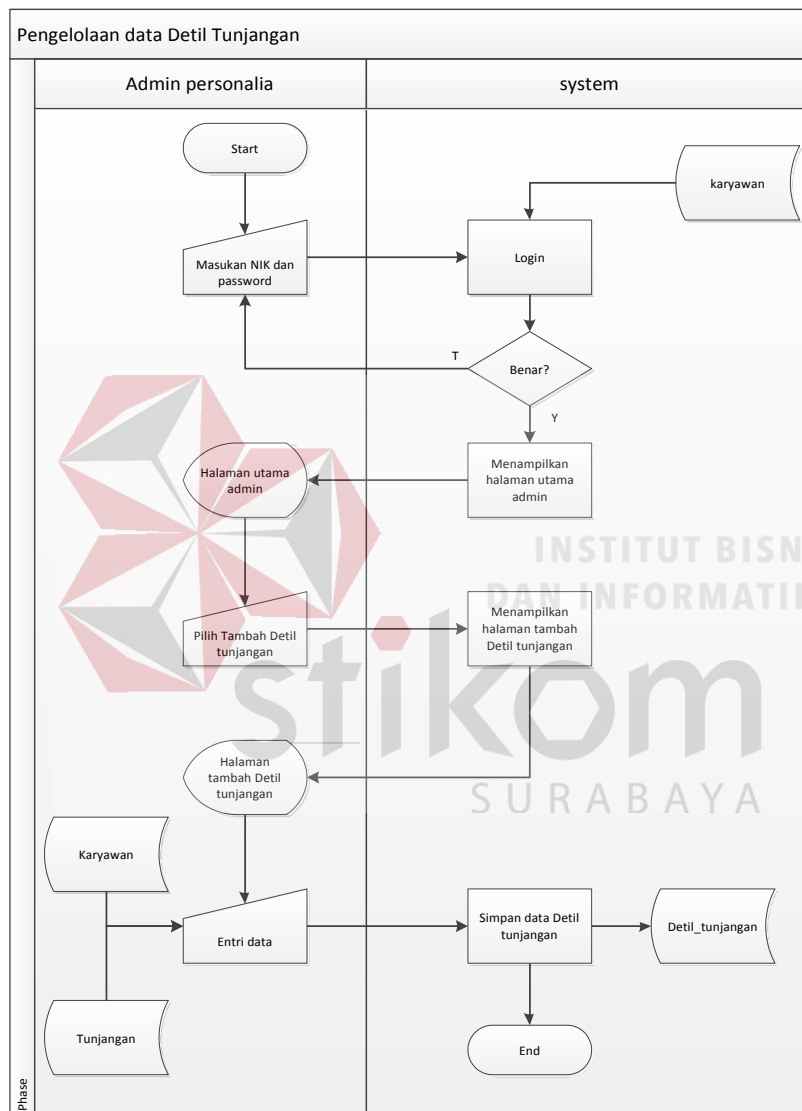 Pengelolaan data Detil Tunjangan
Admin personalia
system
Start
karyawan
Masukan NIK dan
password
Login
T
Benar?
Y
Halaman utama
admin
Menampilkan
halaman utama
admin
INSTITUT BISN
DAN INFORMATI
Pilih Tambah Detil
tunjangan
Menampilkan
halaman tambah
Detil tunjangan
stikom
SURABAYA
Halaman
tambah Detil
tunjangan
Karyawan
Entri data
Simpan data Detil
tunjangan
Detil_tunjangan
Tunjangan
End
Phase